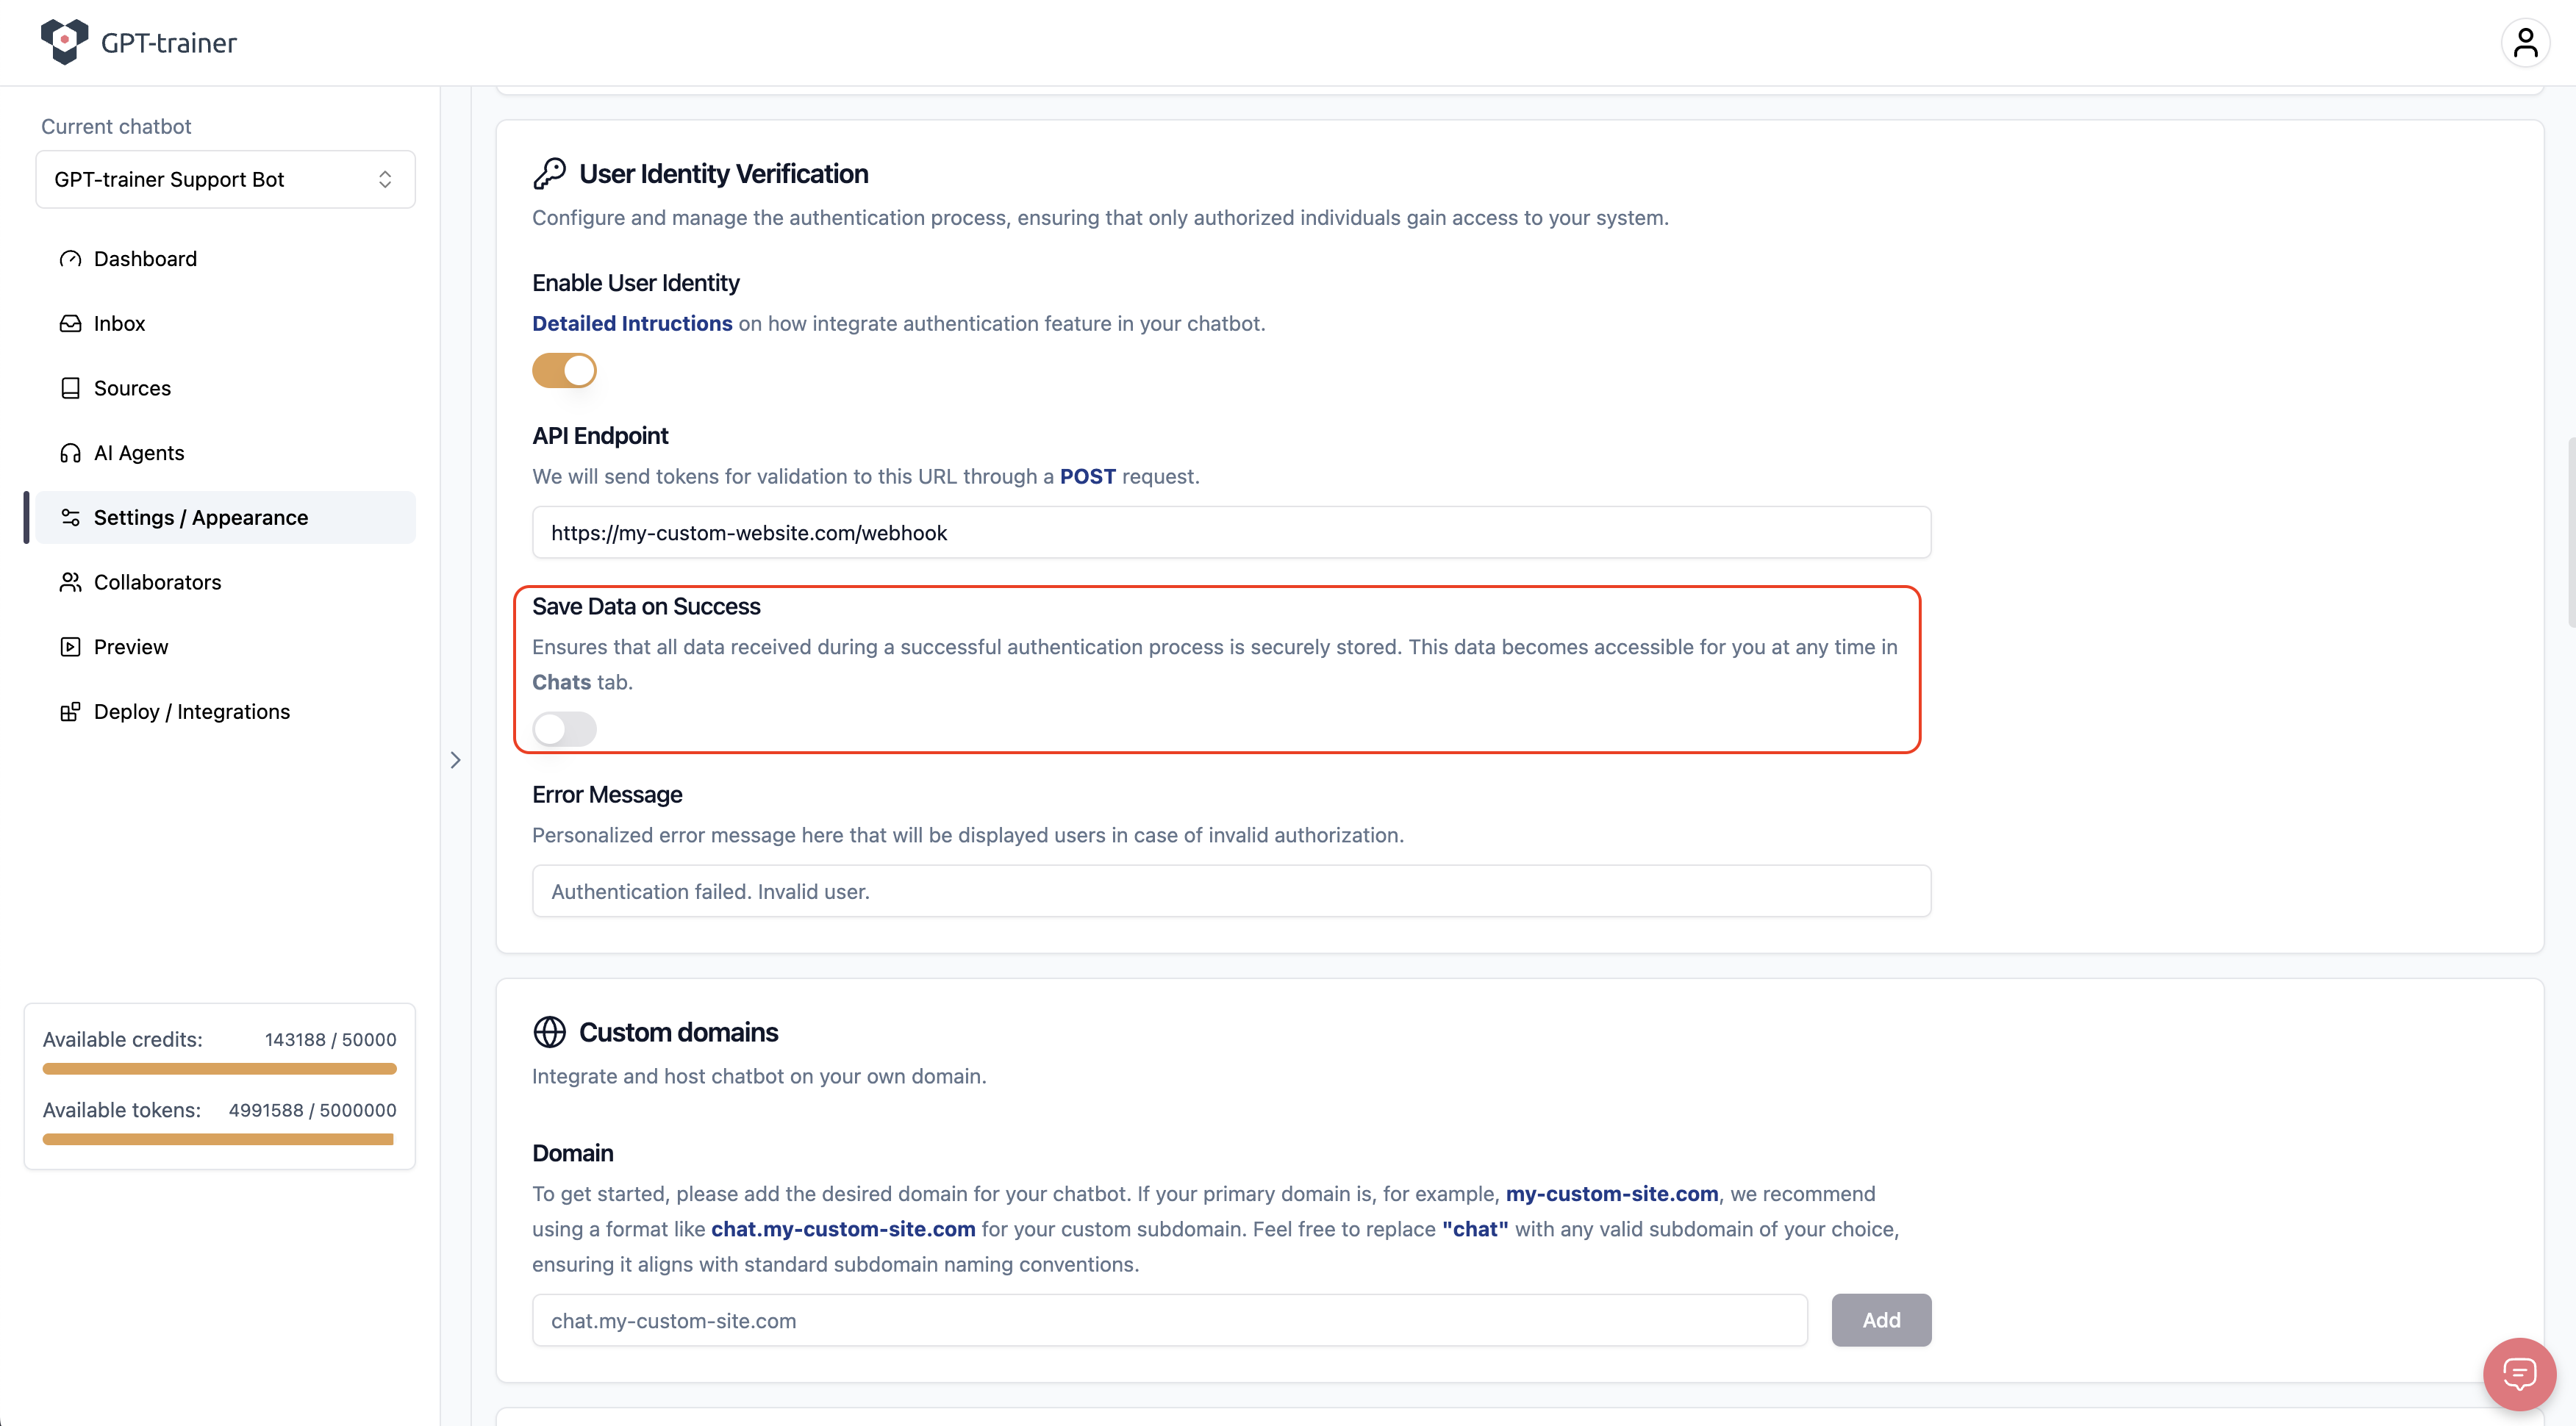 GPT-trainer
Current chatbot
GPT-trainer Support Bot
Dashboard
Inbox
Sources
AI Agents
Settings / Appearance
Collaborators
Preview
Deploy / Integrations
Available credits: 143188 / 50000
Available tokens: 4991588 / 5000000
User Identity Verification
Configure and manage the authentication process, ensuring that only authorized individuals gain access to your system.
Enable User Identity
Detailed Intructions on how integrate authentication feature in your chatbot.
API Endpoint
We will send tokens for validation to this URL through a POST request.
https://my-custom-website.com/webhook
Save Data on Success
Ensures that all data received during a successful authentication process is securely stored. This data becomes accessible for you at any time in
Chats tab.
Error Message
Personalized error message here that will be displayed users in case of invalid authorization.
Authentication failed. Invalid user.
Custom domains
Integrate and host chatbot on your own domain.
Domain
To get started, please add the desired domain for your chatbot. If your primary domain is, for example, my-custom-site.com, we recommend
using a format like chat.my-custom-site.com for your custom subdomain. Feel free to replace "chat" with any valid subdomain of your choice,
ensuring it aligns with standard subdomain naming conventions.
chat.my-custom-site.com
Add